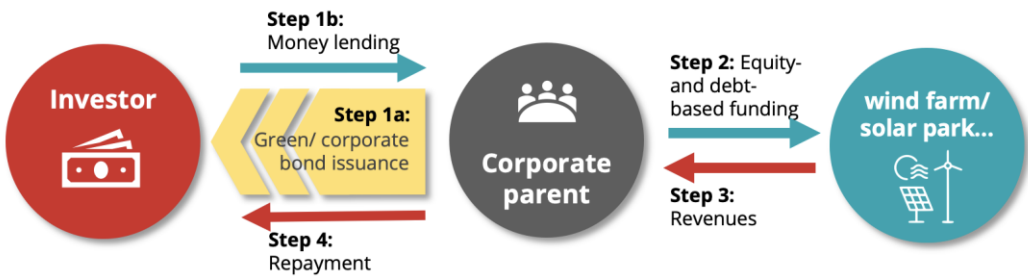 Investor
Step 1b:
Money lending
Step 1a:
Green/ corporate
bond issuance
Step 4:
Repayment
Corporate
parent
Step 2: Equity-
and debt-
based funding
Step 3:
Revenues
wind farm/
solar park...